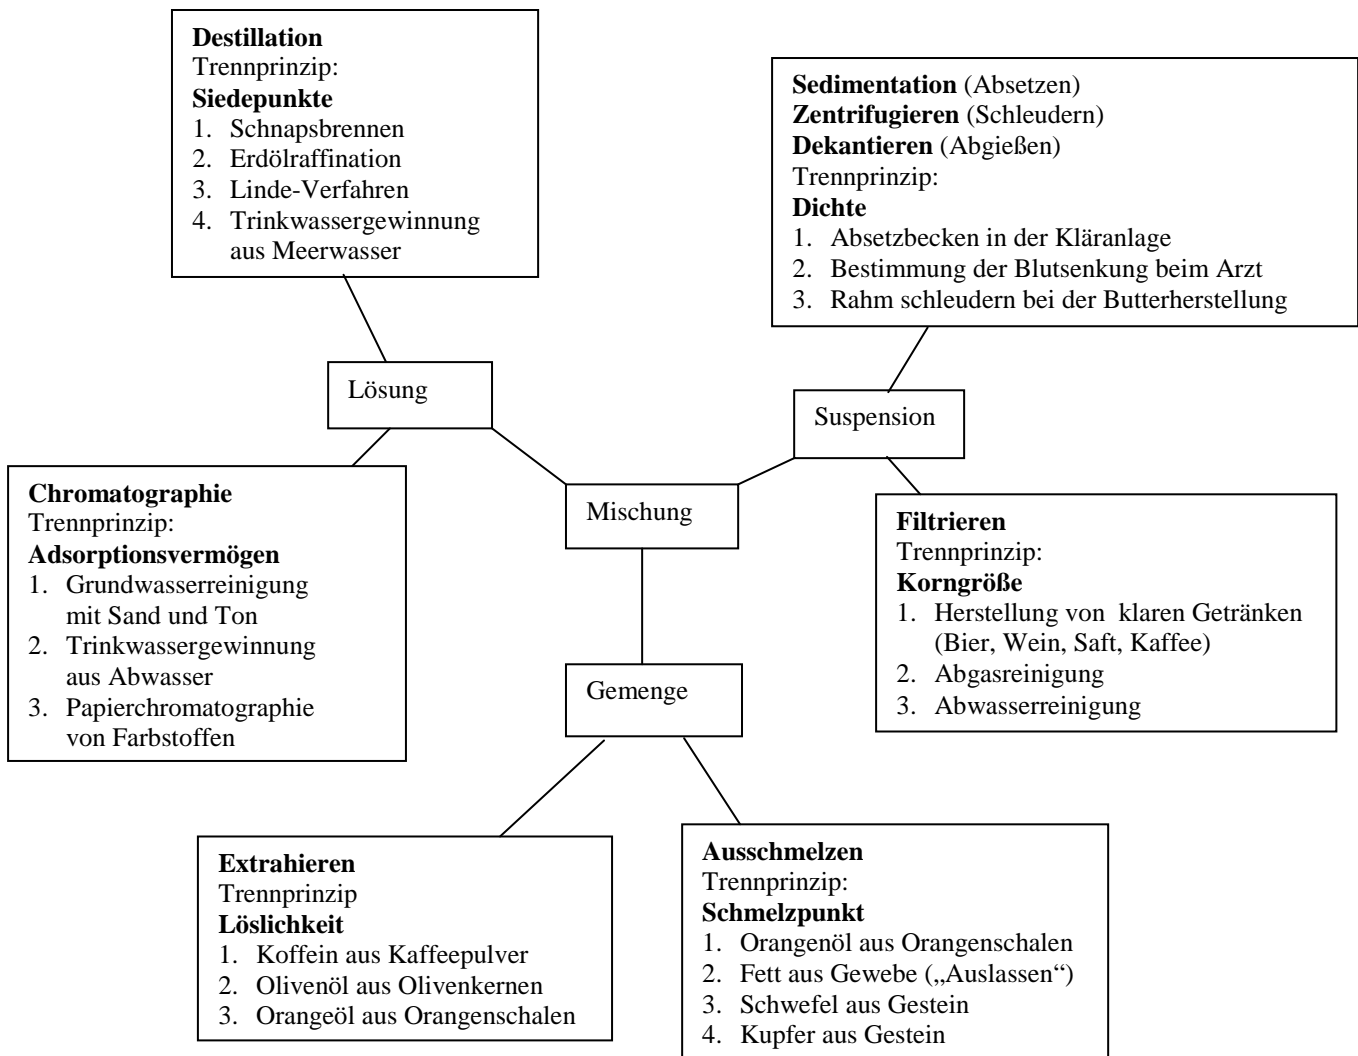 Destillation
Trennprinzip:
Siedepunkte
1. Schnapsbrennen
2. Erdölraffination
3. Linde-Verfahren
4. Trinkwassergewinnung
aus Meerwasser
Sedimentation (Absetzen)
Zentrifugieren (Schleudern)
Dekantieren (Abgießen)
Trennprinzip:
Dichte
1. Absetzbecken in der Kläranlage
2. Bestimmung der Blutsenkung beim Arzt
3. Rahm schleudern bei der Butterherstellung
Lösung
Suspension
Chromatographie
Trennprinzip:
Adsorptionsvermögen
1. Grundwasserreinigung
mit Sand und Ton
2. Trinkwassergewinnung
aus Abwasser
3. Papierchromatographie
von Farbstoffen
Mischung
Filtrieren
Trennprinzip:
Korngröße
1. Herstellung von klaren Getränken
(Bier, Wein, Saft, Kaffee)
2. Abgasreinigung
3. Abwasserreinigung
Gemenge
Extrahieren
Trennprinzip
Löslichkeit
1. Koffein aus Kaffeepulver
2. Olivenöl aus Olivenkernen
3. Orangeöl aus Orangenschalen
Ausschmelzen
Trennprinzip:
Schmelzpunkt
1. Orangenöl aus Orangenschalen
2. Fett aus Gewebe („Auslassen“)
3. Schwefel aus Gestein
4. Kupfer aus Gestein